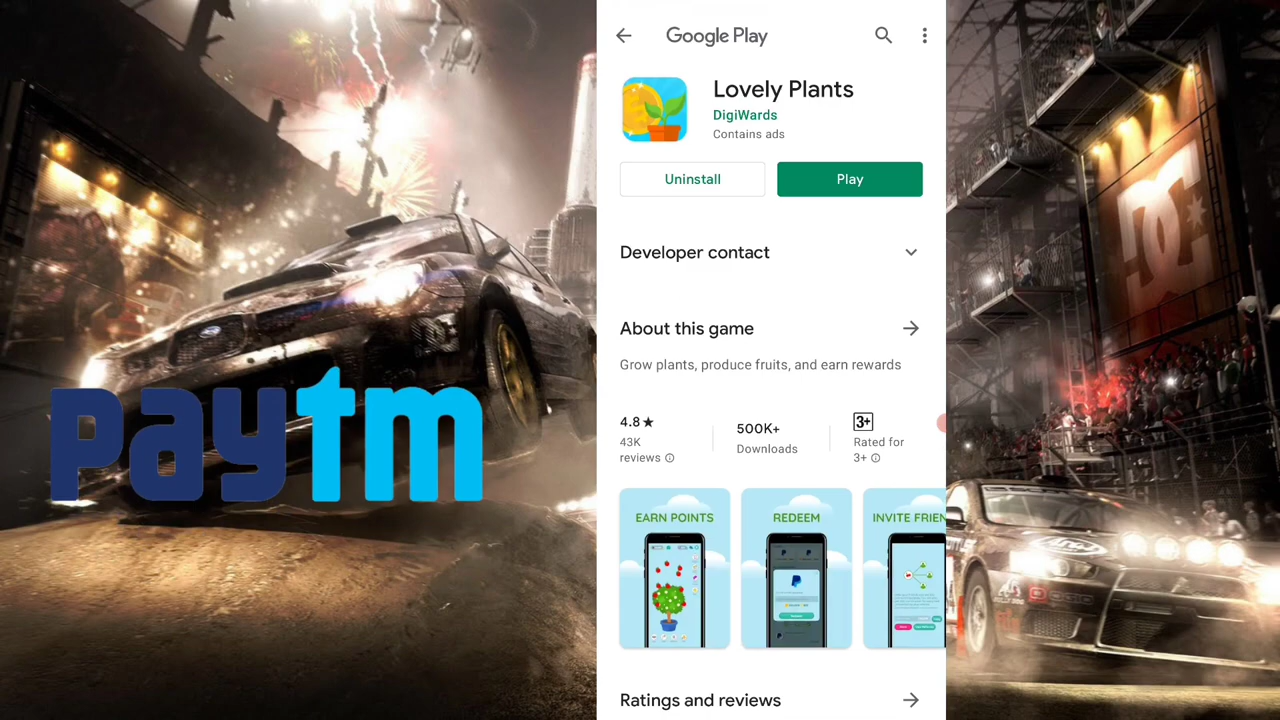 paytm
Google Play
Lovely Plants
DigiWards
Contains ads
Uninstall
Play
Developer contact
About this game
Grow plants, produce fruits, and earn rewards
4.8★
43K
reviews
500K+
Downloads
3+
Rated for
3+
EARN POINTS
REDEEM
INVITE FRIEN
Ratings and reviews